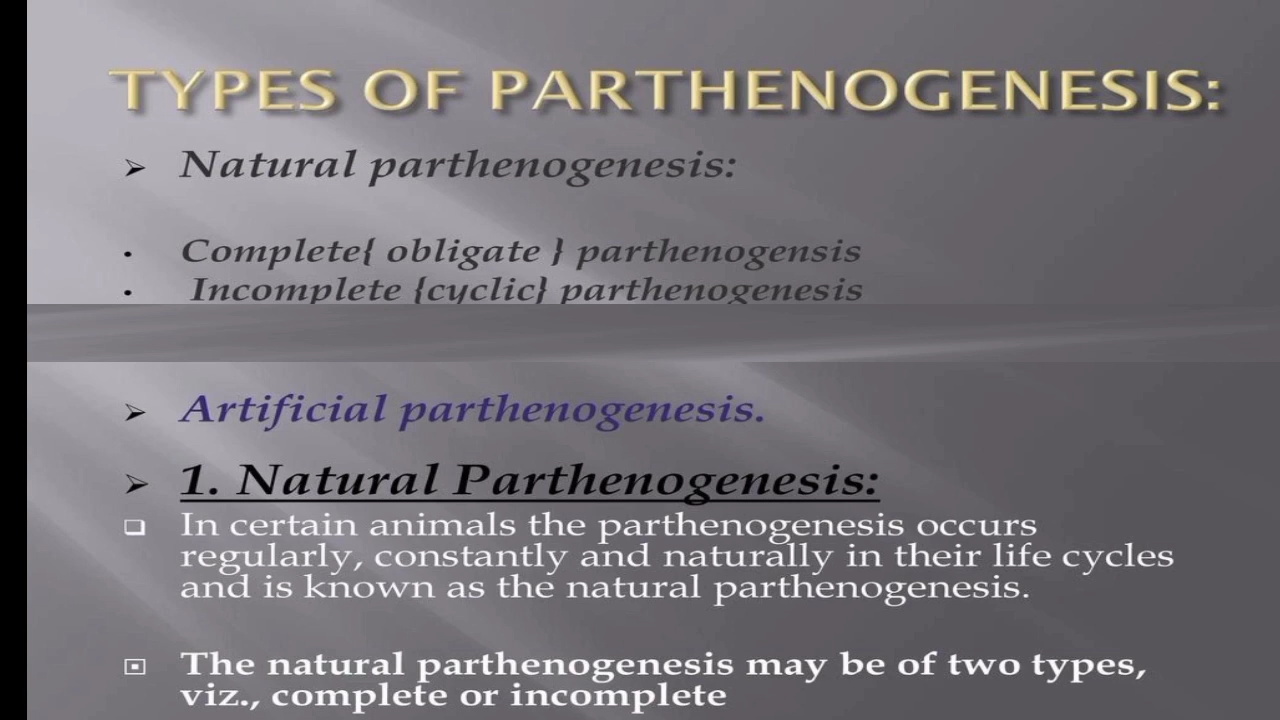 TYPES OF PARTHENOGENESIS:
Natural parthenogenesis:
Complete{ obligate } parthenogensis
Incomplete {cyclic} parthenogenesis
Artificial parthenogenesis.
1. Natural Parthenogenesis:
In certain animals the parthenogenesis occurs
regularly, constantly and naturally in their life cycles
and is known as the natural parthenogenesis.
The natural parthenogenesis may be of two types,
viz., complete or incomplete